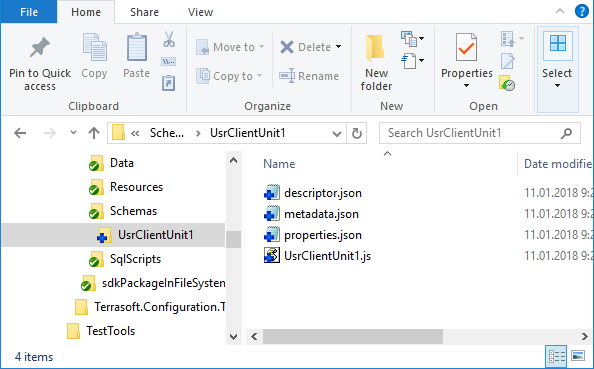 File Home Share View
Pin to Quick access
Copy
Paste
Clipboard
Move to
Copy to
Delete
Rename
Organize
New folder
New
Properties
Open
Select
« Sche... UsrClientUnit1
Search UsrClientUnit1
Data
Resources
Schemas
UsrClientUnit1
SqlScripts
sdkPackageInFileSysten
Terrasoft.Configuration.T
TestTools
Name Date modifie
descriptor.json 11.01.2018 9:2
metadata.json 11.01.2018 9:2
properties.json 11.01.2018 9:2
UsrClientUnit1.js 11.01.2018 9:2
4 items